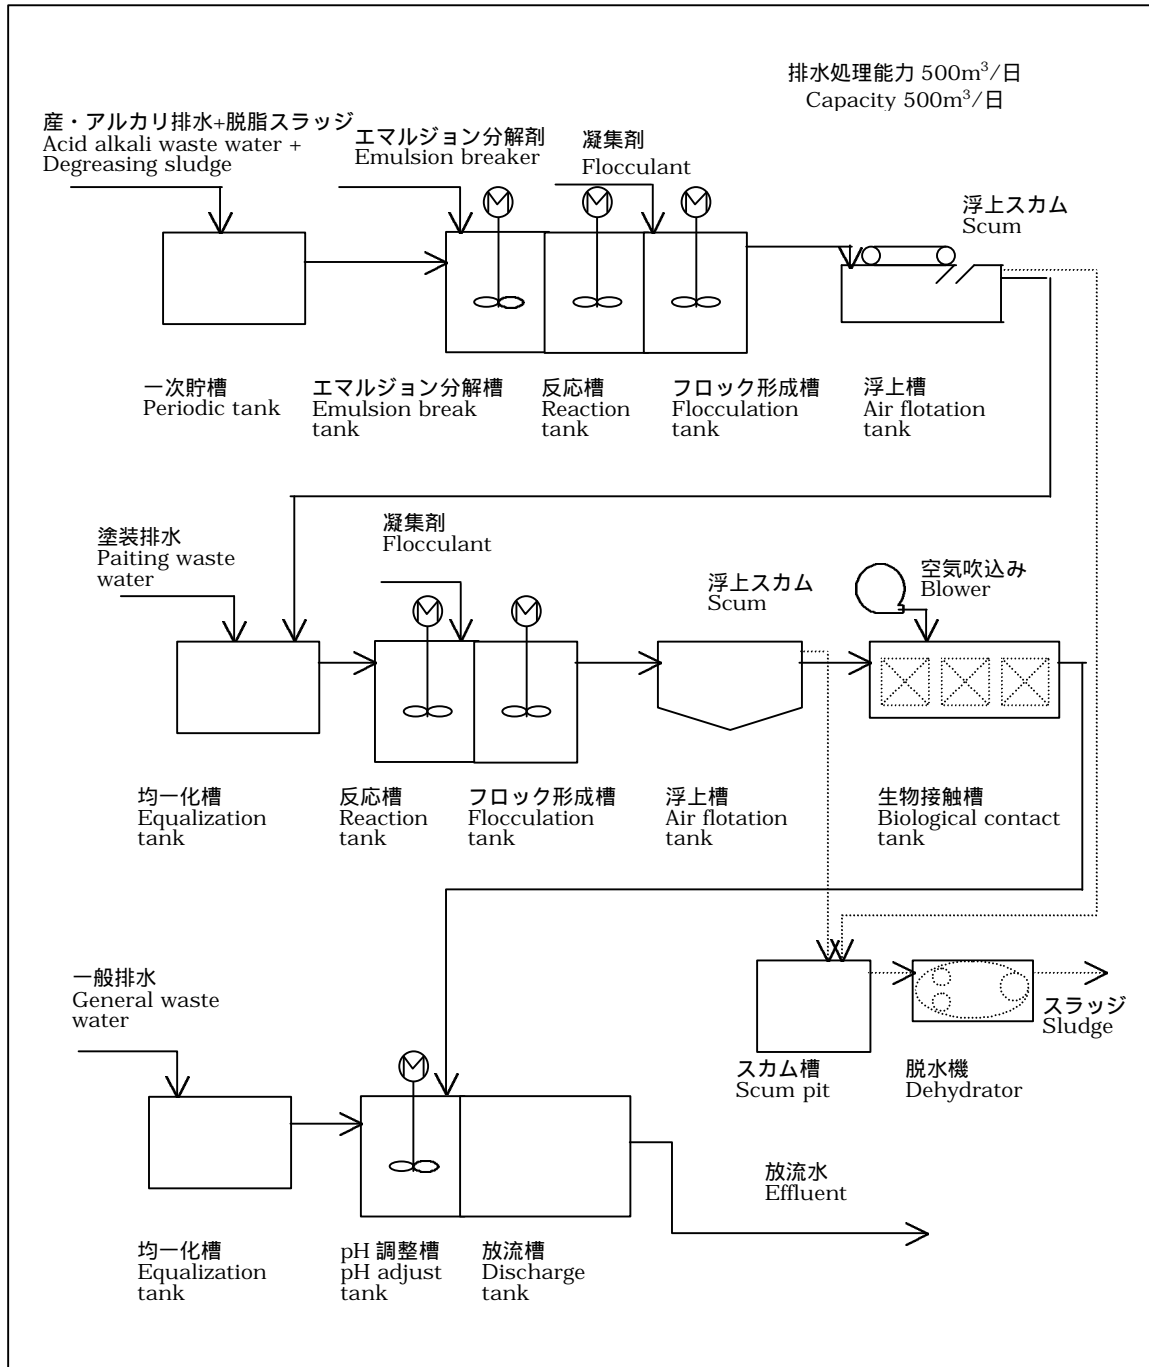 排水処理能力 500m³/日
Capacity 500m³/日
産・アルカリ排水+脱脂スラッジ
Acid alkali waste water +
Degreasing sludge
エマルジョン分解剤
Emulsion breaker
凝集剤
Flocculant
浮上スカム
Scum
M
M
M
一次貯槽
Periodic tank
エマルジョン分解槽
Emulsion break
tank
反応槽
Reaction
tank
フロック形成槽
Flocculation
tank
浮上槽
Air flotation
tank
塗装排水
Paiting waste
water
凝集剤
Flocculant
浮上スカム
Scum
空気吹込み
Blower
M
M
均一化槽
Equalization
tank
反応槽
Reaction
tank
フロック形成槽
Flocculation
tank
浮上槽
Air flotation
tank
生物接触槽
Biological contact
tank
一般排水
General waste
water
スラッジ
Sludge
スカム槽
Scum pit
脱水機
Dehydrator
M
放流水
Effluent
均一化槽
Equalization
tank
pH 調整槽
pH adjust
tank
放流槽
Discharge
tank